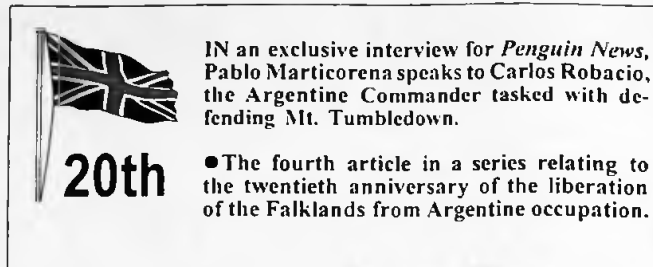 IN an exclusive interview for Penguin News,
Pablo Marticorena speaks to Carlos Robacio,
the Argentine Commander tasked with de-
fending Mt. Tumbledown.
20th
●The fourth article in a series relating to
the twentieth anniversary of the liberation
of the Falklands from Argentine occupation.